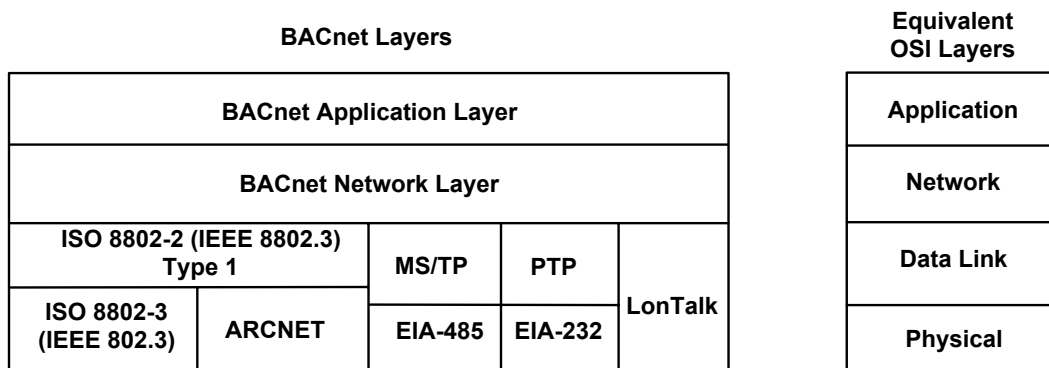 BACnet Layers
Equivalent
OSI Layers
BACnet Application Layer
Application
BACnet Network Layer
Network
ISO 8802-2 (IEEE 8802.3)
Type 1
MS/TP
PTP
LonTalk
Data Link
ISO 8802-3
(IEEE 802.3)
ARCNET
EIA-485
EIA-232
Physical